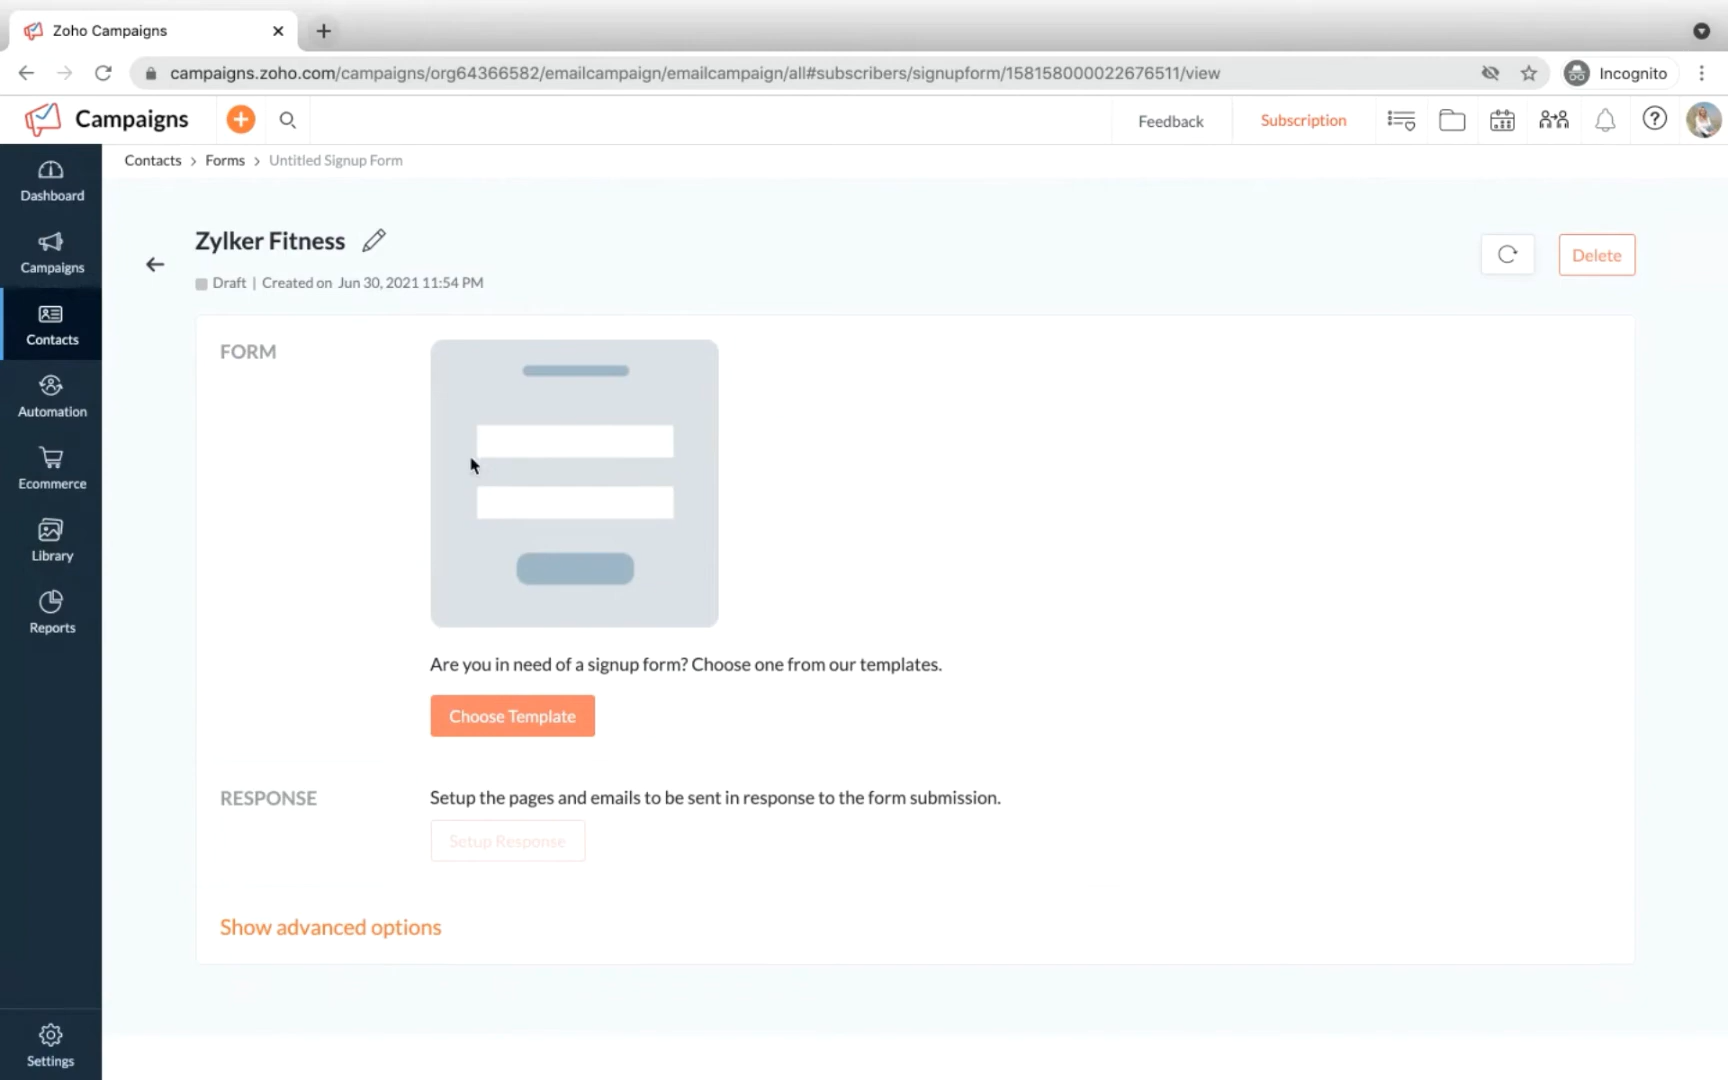 Zoho Campaigns
campaigns.zoho.com/campaigns/org64366582/emailcampaign/emailcampaign/all#subscribers/signupform/158158000022676511/view
Incognito
Campaigns
Feedback
Subscription
Contacts > Forms > Untitled Signup Form
Dashboard
Campaigns
Contacts
Automation
Ecommerce
Library
Reports
Settings
Zylker Fitness
Draft | Created on Jun 30, 2021 11:54 PM
Delete
FORM
Are you in need of a signup form? Choose one from our templates.
Choose Template
RESPONSE
Setup the pages and emails to be sent in response to the form submission.
Setup Response
Show advanced options